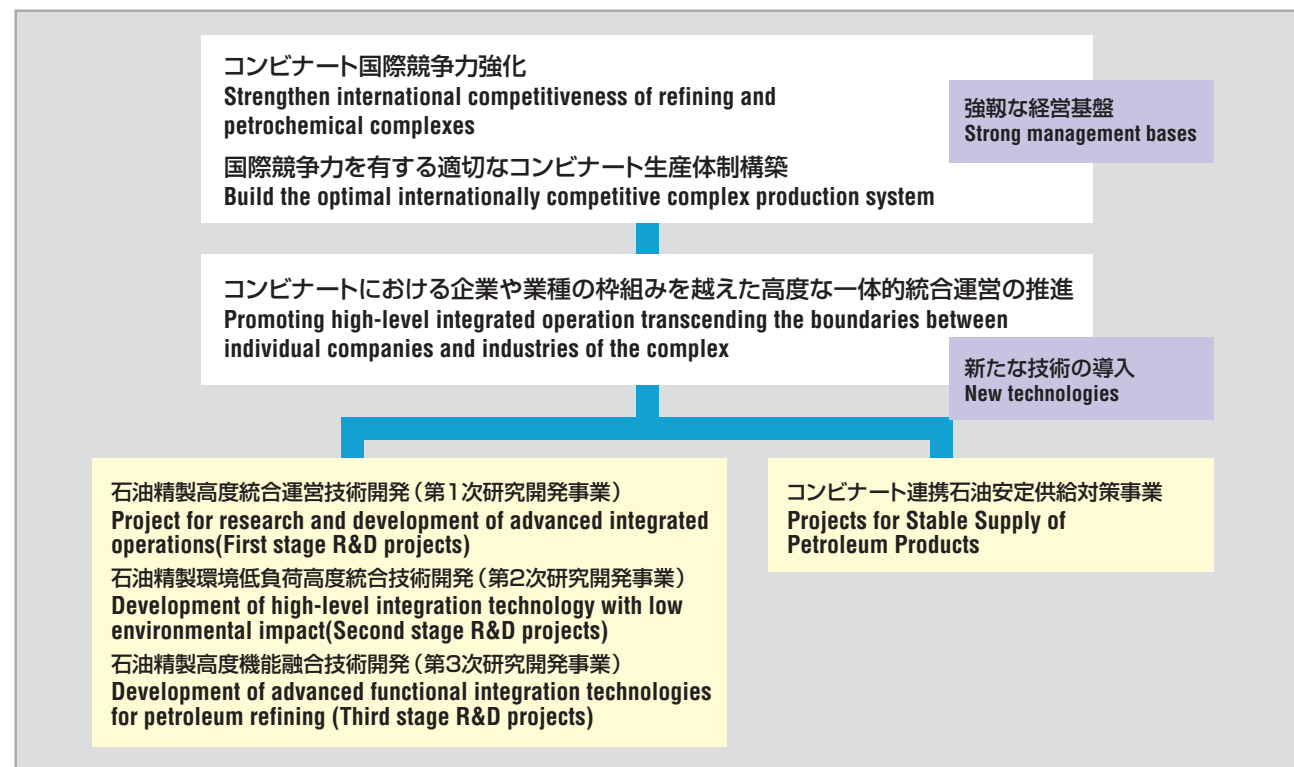 コンビナート国際競争力強化
Strengthen international competitiveness of refining and
petrochemical complexes
国際競争力を有する適切なコンビナート生産体制構築
Build the optimal internationally competitive complex production system
強靱な経営基盤
Strong management bases
コンビナートにおける企業や業種の枠組みを越えた高度な一体的統合運営の推進
Promoting high-level integrated operation transcending the boundaries between
individual companies and industries of the complex
新たな技術の導入
New technologies
石油精製高度統合運営技術開発（第1次研究開発事業）
Project for research and development of advanced integrated
operations(First stage R&D projects)
石油精製環境低負荷高度統合技術開発（第2次研究開発事業）
Development of high-level integration technology with low
environmental impact(Second stage R&D projects)
石油精製高度機能融合技術開発（第3次研究開発事業）
Development of advanced functional integration technologies
for petroleum refining (Third stage R&D projects)
コンビナート連携石油安定供給対策事業
Projects for Stable Supply of
Petroleum Products